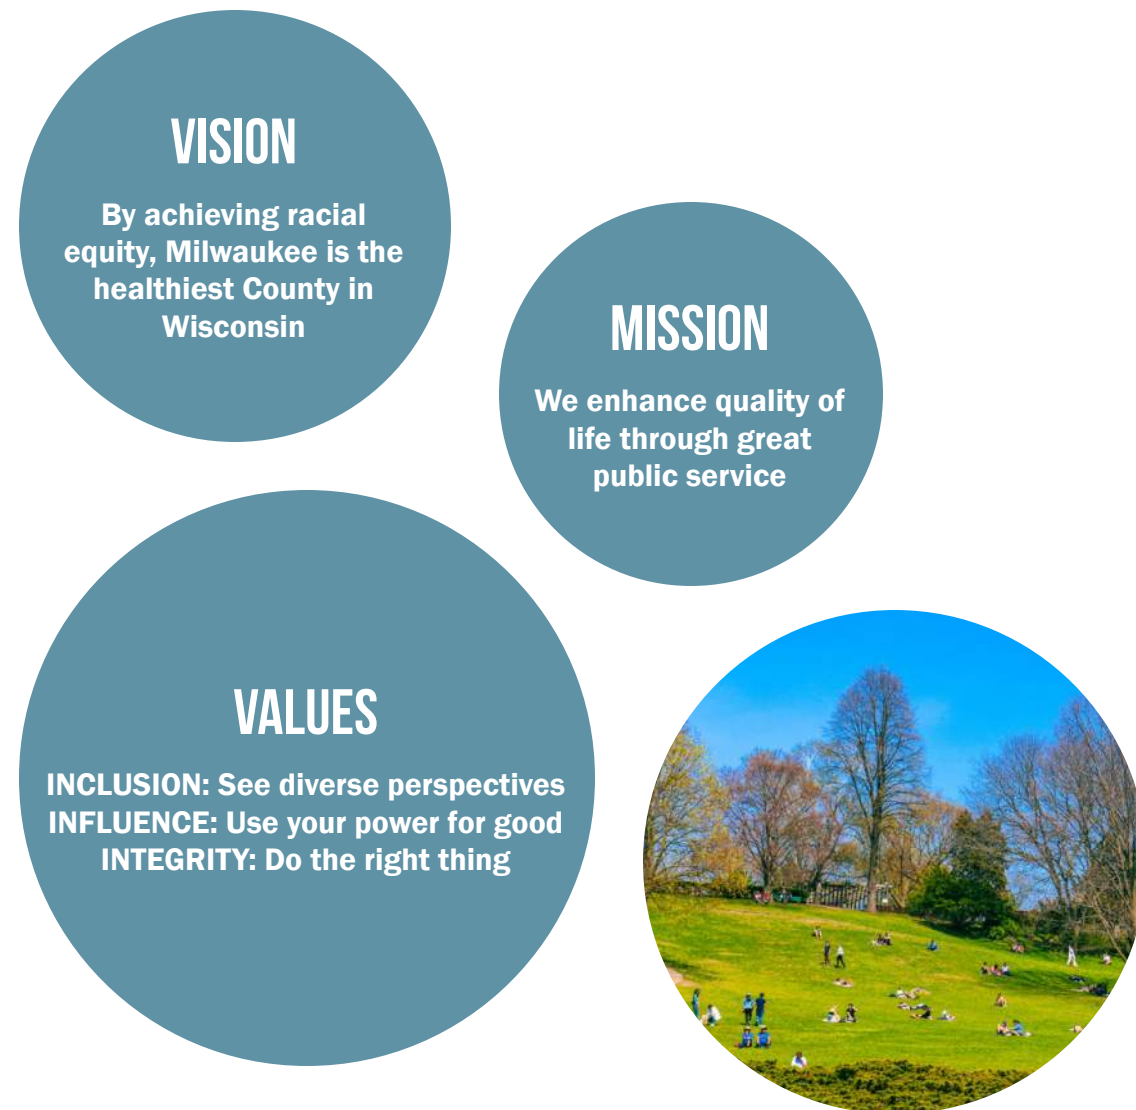 VISION
By achieving racial
equity, Milwaukee is the
healthiest County in
Wisconsin
MISSION
We enhance quality of
life through great
public service
VALUES
INCLUSION: See diverse perspectives
INFLUENCE: Use your power for good
INTEGRITY: Do the right thing